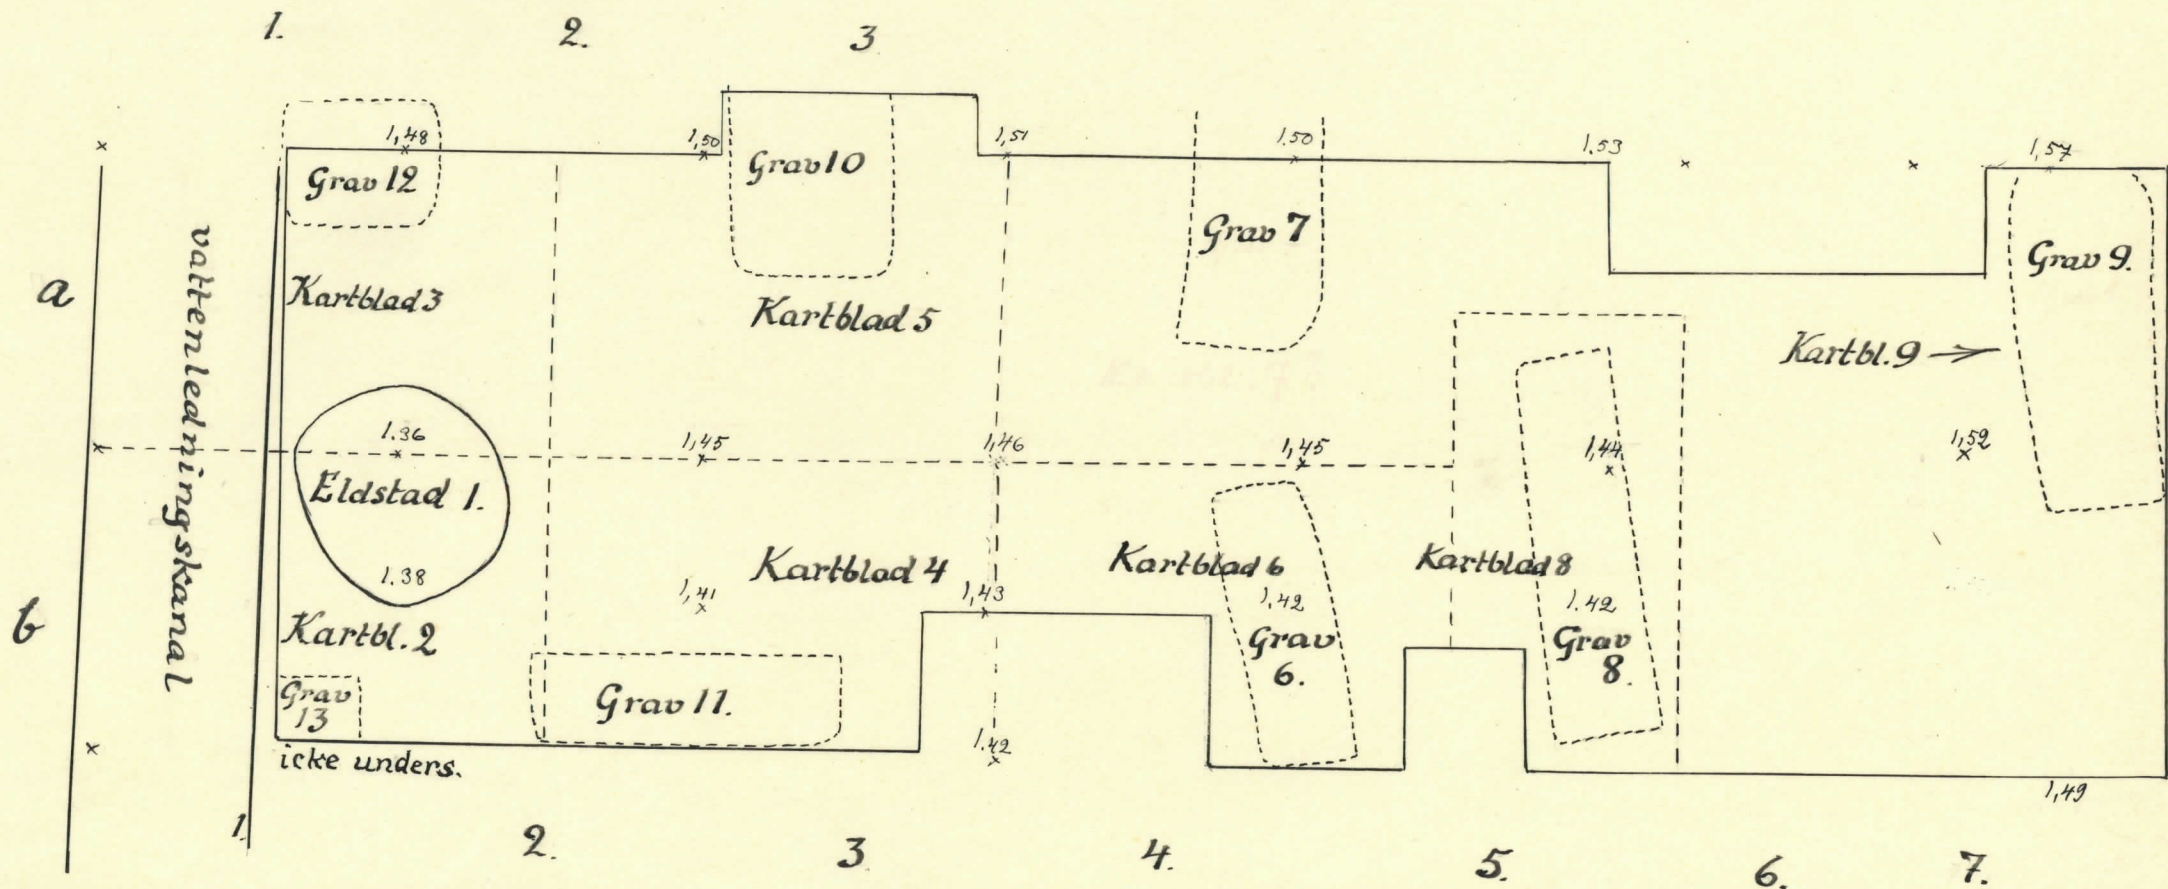 1.
2.
3
1,48
1,50
1,51
1.50
1.53
1,57
Grav 12
Grav 10
Grav 7
Grav 9.
a
vattenledningskanal
Kartblad 3
Kartblad 5
Kartbl. 9
1.36
1,45
1,46
1,45
1,44
1,52
Eldstad 1.
1.38
Kartblad 4
Kartblad 6
Kartblad 8
1,41
1,43
1.42
1.42
b
Kartbl. 2
Grav
6.
Grav
8.
Grav
13
Grav 11.
1.42
icke unders.
1,49
1.
2.
3.
4.
5.
6.
7.